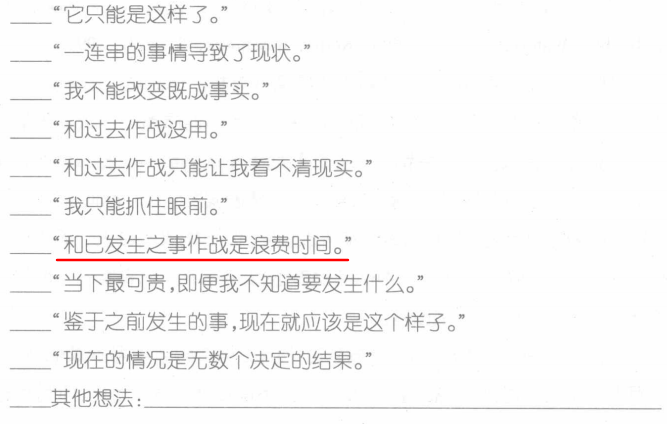 ____“它只能是这样了。”
____“一连串的事情导致了现状。”
____“我不能改变既成事实。”
____“和过去作战没用。”
____“和过去作战只能让我看不清现实。”
____“我只能抓住眼前。”
____“和已发生之事作战是浪费时间。”
____“当下最可贵,即便我不知道要发生什么。”
____“鉴于之前发生的事,现在就应该是这个样子。”
____“现在的情况是无数个决定的结果。”
____其他想法:____